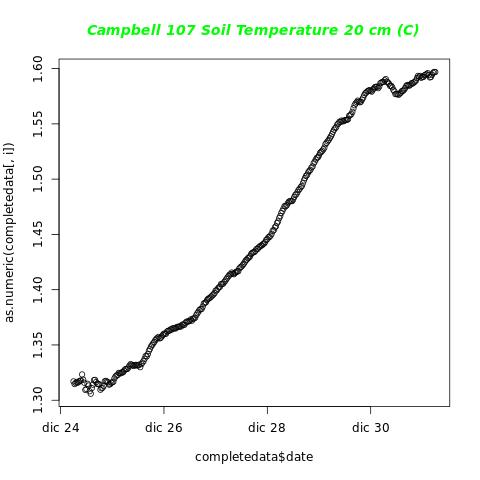 Campbell 107 Soil Temperature 20 cm (C)
as.numeric(completedata[, i])
1.60
1.55
1.50
1.45
1.40
1.35
1.30
dic 24 dic 26 dic 28 dic 30
completedata$date